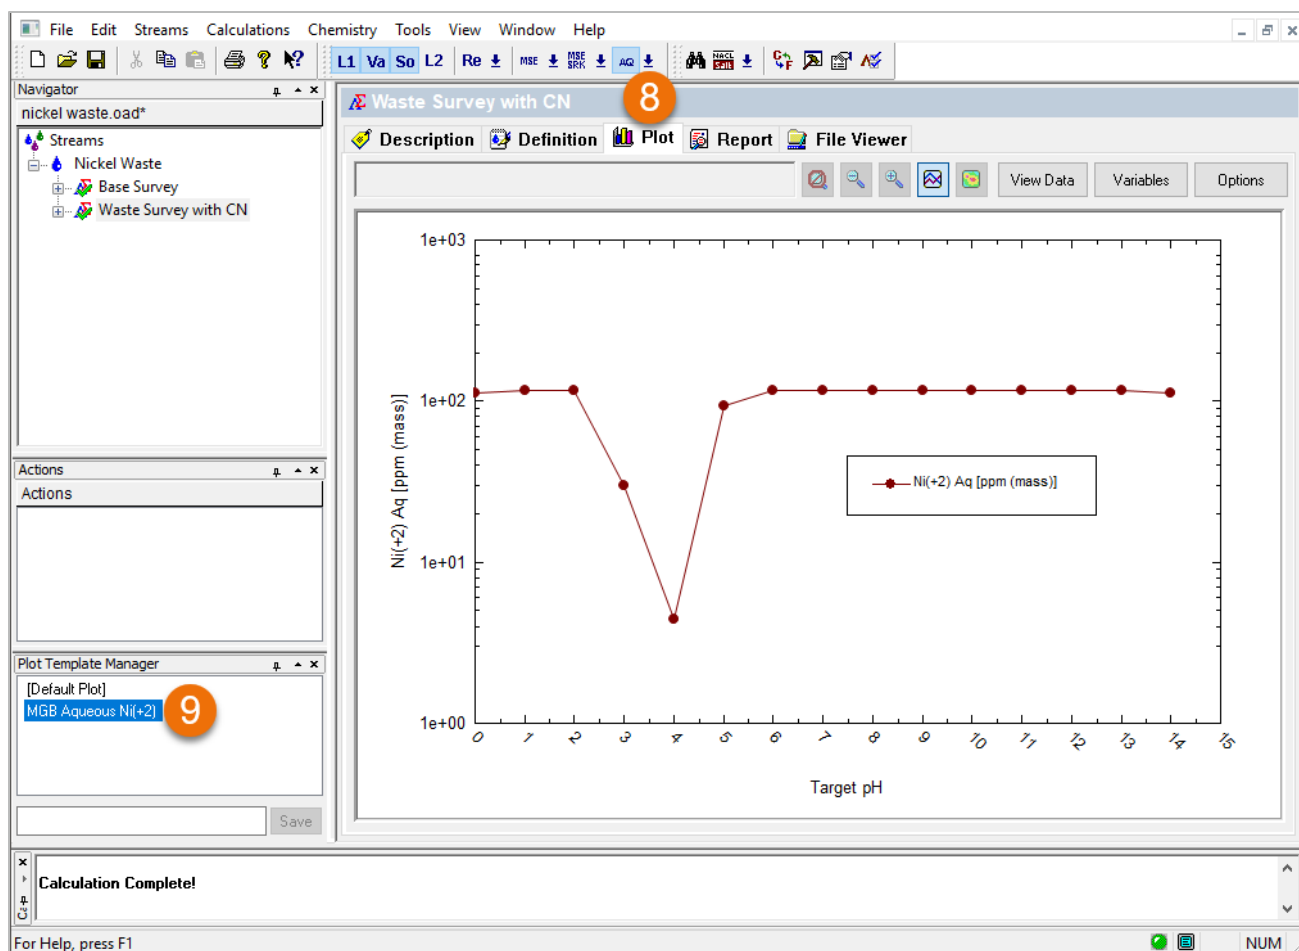 File Edit Streams Calculations Chemistry Tools View Window Help
L1 Va So L2 Re MSE MSE SRK AQ
Navigator
nickel waste.oad*
Streams
Nickel Waste
Base Survey
Waste Survey with CN
Actions
Actions
Plot Template Manager
[Default Plot]
MGB Aqueous Ni(+2)
9
Save
Waste Survey with CN
8
Description Definition Plot Report File Viewer
View Data Variables Options
1e+03
1e+02
1e+01
1e+00
Ni(+2) Aq [ppm (mass)]
Ni(+2) Aq [ppm (mass)]
0 1 2 3 4 5 6 7 8 9 10 11 12 13 14 15
Target pH
Calculation Complete!
For Help, press F1
NUM